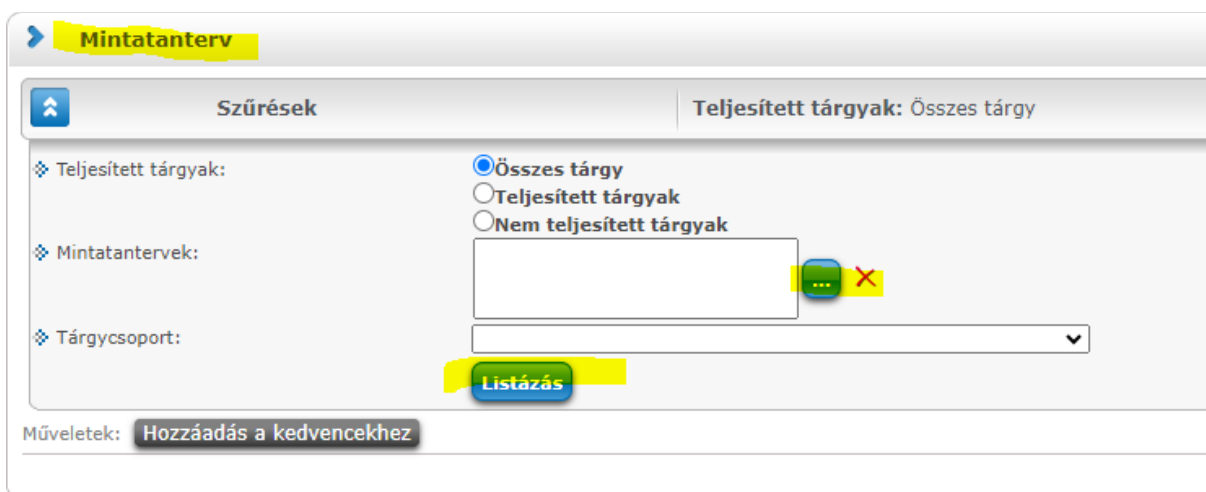 Mintatanterv
Szűrések Teljesített tárgyak: Összes tárgy
Teljesített tárgyak: Összes tárgy
Teljesített tárgyak
Nem teljesített tárgyak
Mintatantervek:
...
Tárgycsoport:
Listázás
Műveletek: Hozzáadás a kedvencekhez